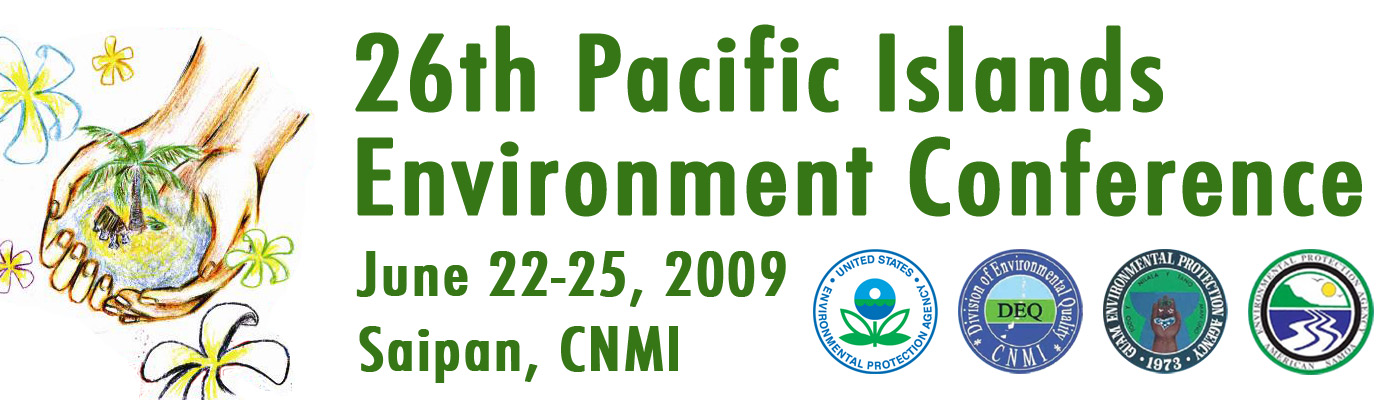 26th Pacific Islands
Environment Conference
June 22-25, 2009
Saipan, CNMI
UNITED STATES
ENVIRONMENTAL PROTECTION AGENCY
Division of Environmental Quality
DEQ
CNMI
GUAM ENVIRONMENTAL PROTECTION AGENCY
1973
ENVIRONMENTAL PROTECTION AGENCY
AMERICAN SAMOA